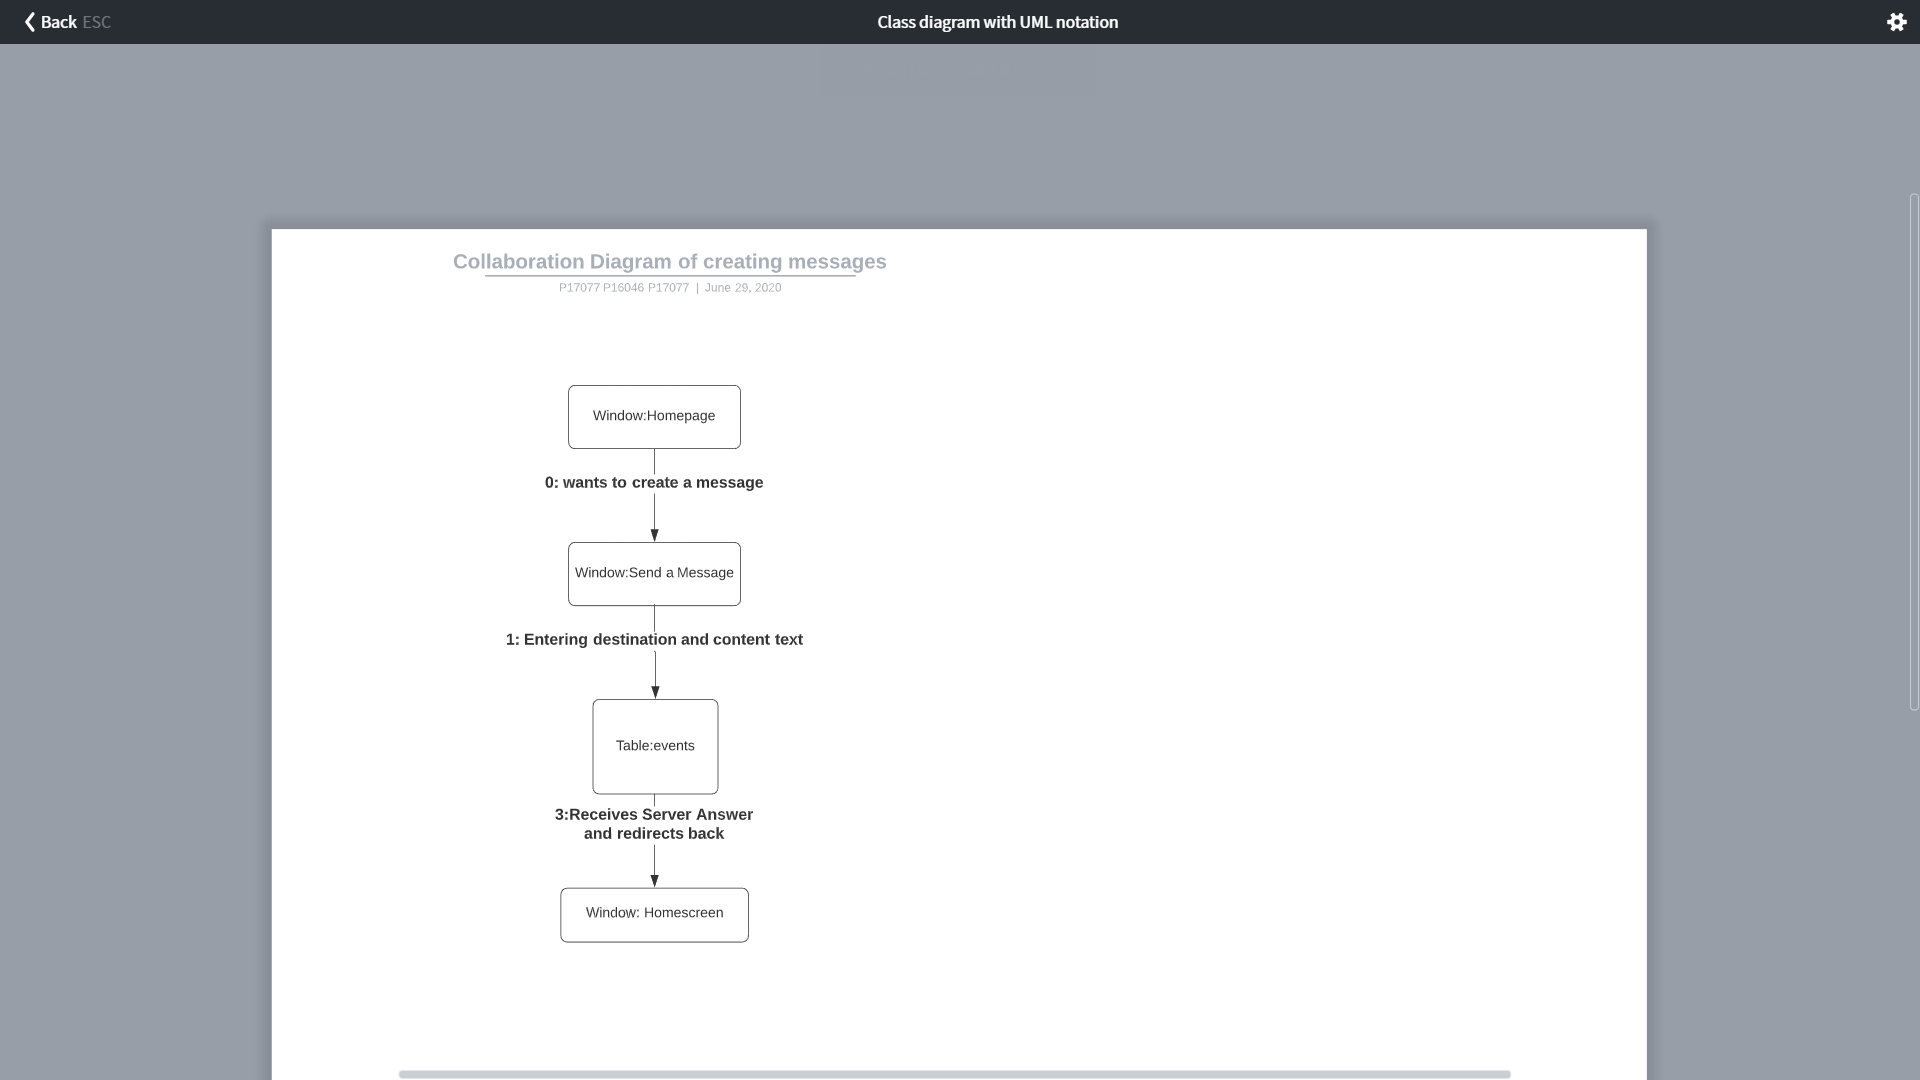 Back ESC
Class diagram with UML notation
Collaboration Diagram of creating messages
P17077 P16046 P17077 | June 29, 2020
Window:Homepage
0: wants to create a message
Window:Send a Message
1: Entering destination and content text
Table:events
3:Receives Server Answer
and redirects back
Window: Homescreen